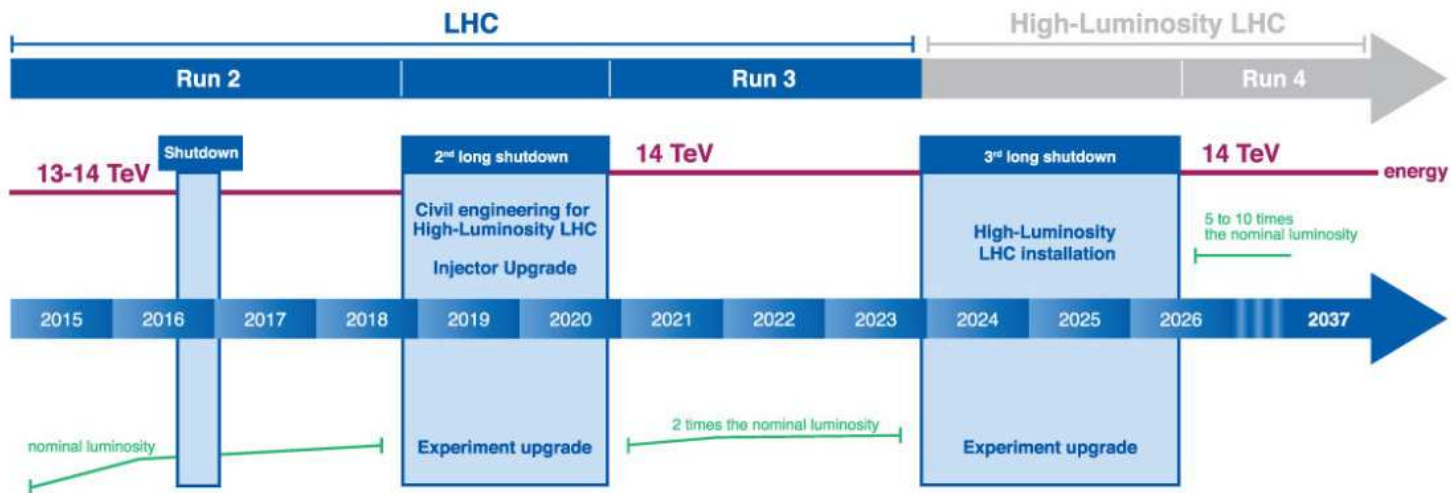 LHC
High-Luminosity LHC
Run 2
Run 3
Run 4
Shutdown
2nd long shutdown
14 TeV
3rd long shutdown
14 TeV
13-14 TeV
energy
Civil engineering for
High-Luminosity LHC
Injector Upgrade
High-Luminosity
LHC installation
5 to 10 times
the nominal luminosity
2015
2016
2017
2018
2019
2020
2021
2022
2023
2024
2025
2026
2037
nominal luminosity
Experiment upgrade
2 times the nominal luminosity
Experiment upgrade